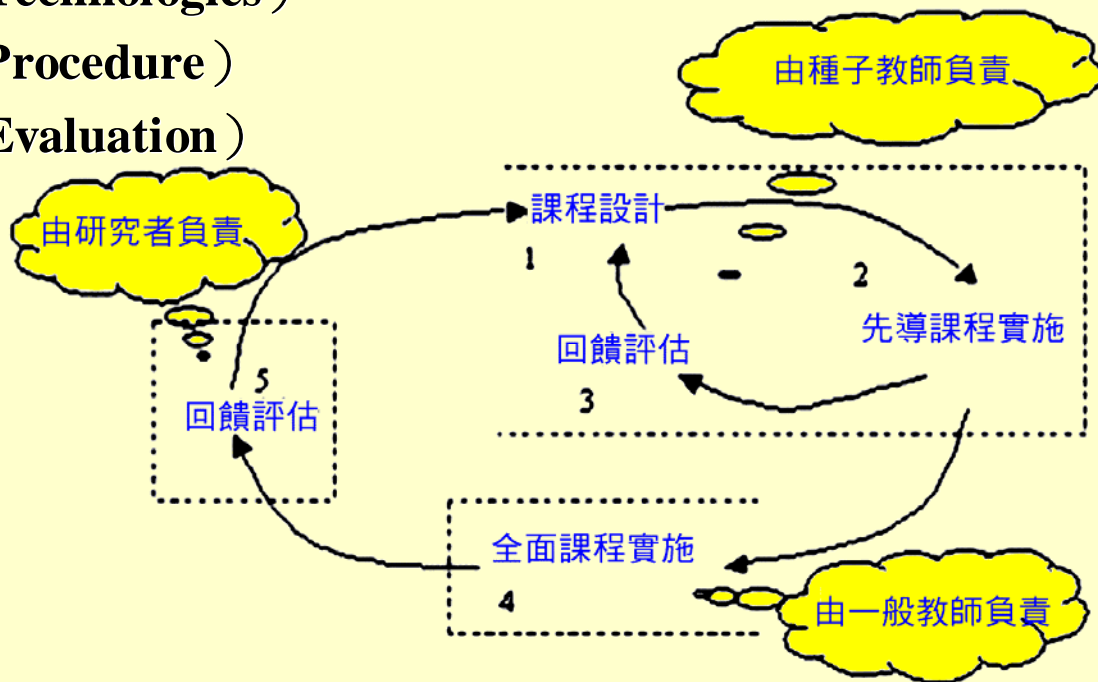 Procedure）
Evaluation）
由種子教師負責
由研究者負責
課程設計
1
2
先導課程實施
回饋評估
3
5
回饋評估
全面課程實施
4
由一般教師負責